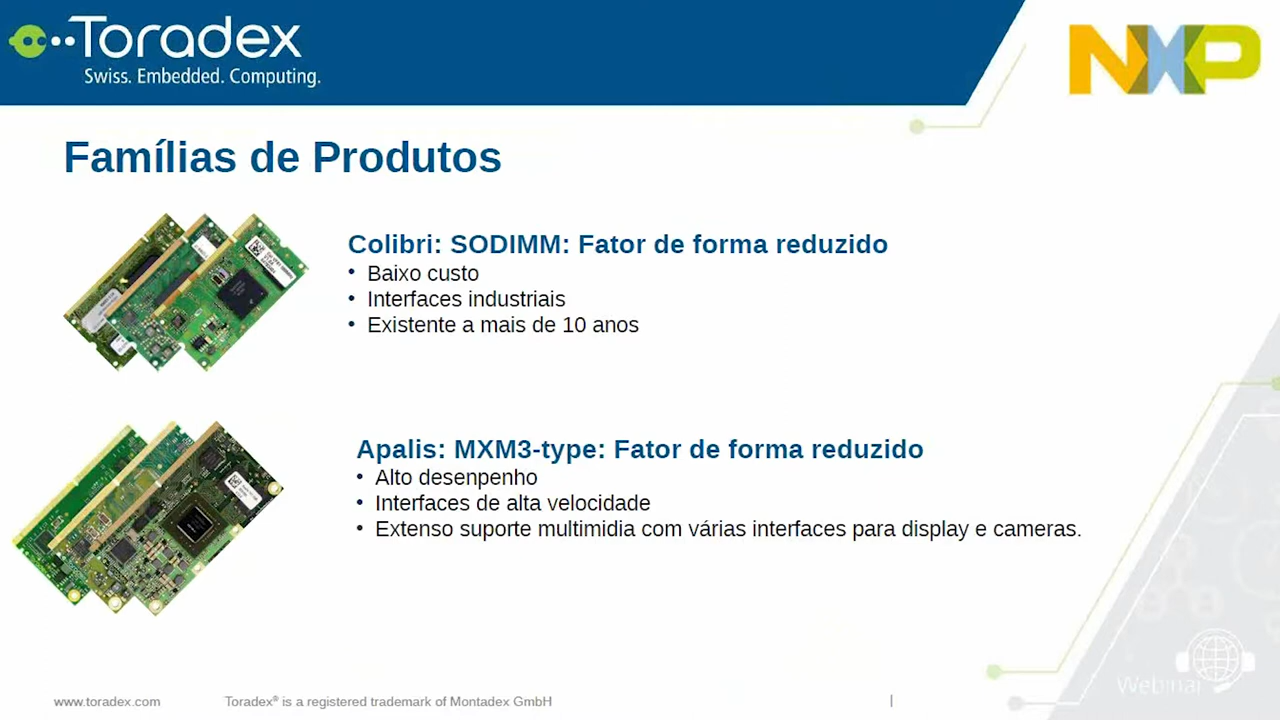 Toradex
Swiss. Embedded. Computing.
NXP
Famílias de Produtos
Colibri: SODIMM: Fator de forma reduzido
• Baixo custo
• Interfaces industriais
• Existente a mais de 10 anos
Apalis: MXM3-type: Fator de forma reduzido
• Alto desenpenho
• Interfaces de alta velocidade
• Extenso suporte multimidia com várias interfaces para display e cameras.
Webinar
www.toradex.com
Toradex® is a registered trademark of Montadex GmbH
|